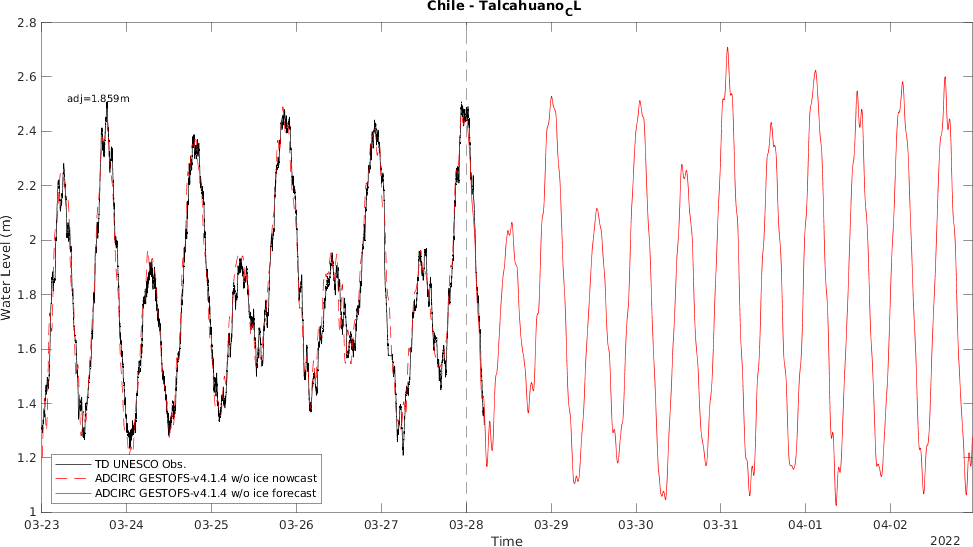 Chile - Talcahuano_CL
2.8
2.6
2.4
2.2
2
1.8
1.6
1.4
1.2
1
Water Level (m)
adj=1.859m
TD UNESCO Obs.
ADCIRC GESTOFS-v4.1.4 w/o ice nowcast
ADCIRC GESTOFS-v4.1.4 w/o ice forecast
03-23 03-24 03-25 03-26 03-27 03-28 03-29 03-30 03-31 04-01 04-02
Time
2022